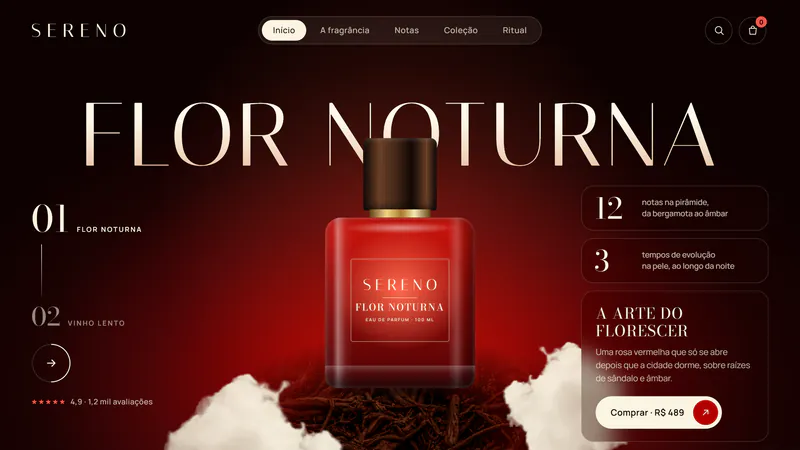 SERENO
Início
A fragrância
Notas
Coleção
Ritual
0
FLOR NOTURNA
01 FLOR NOTURNA
02 VINHO LENTO
★★★★★ 4,9 · 1,2 mil avaliações
SERENO
FLOR NOTURNA
EAU DE PARFUM · 100 ML
12
notas na pirâmide,
da bergamota ao âmbar
3
tempos de evolução
na pele, ao longo da noite
A ARTE DO
FLORESCER
Uma rosa vermelha que só se abre
depois que a cidade dorme, sobre raízes
de sândalo e âmbar.
Comprar · R$ 489